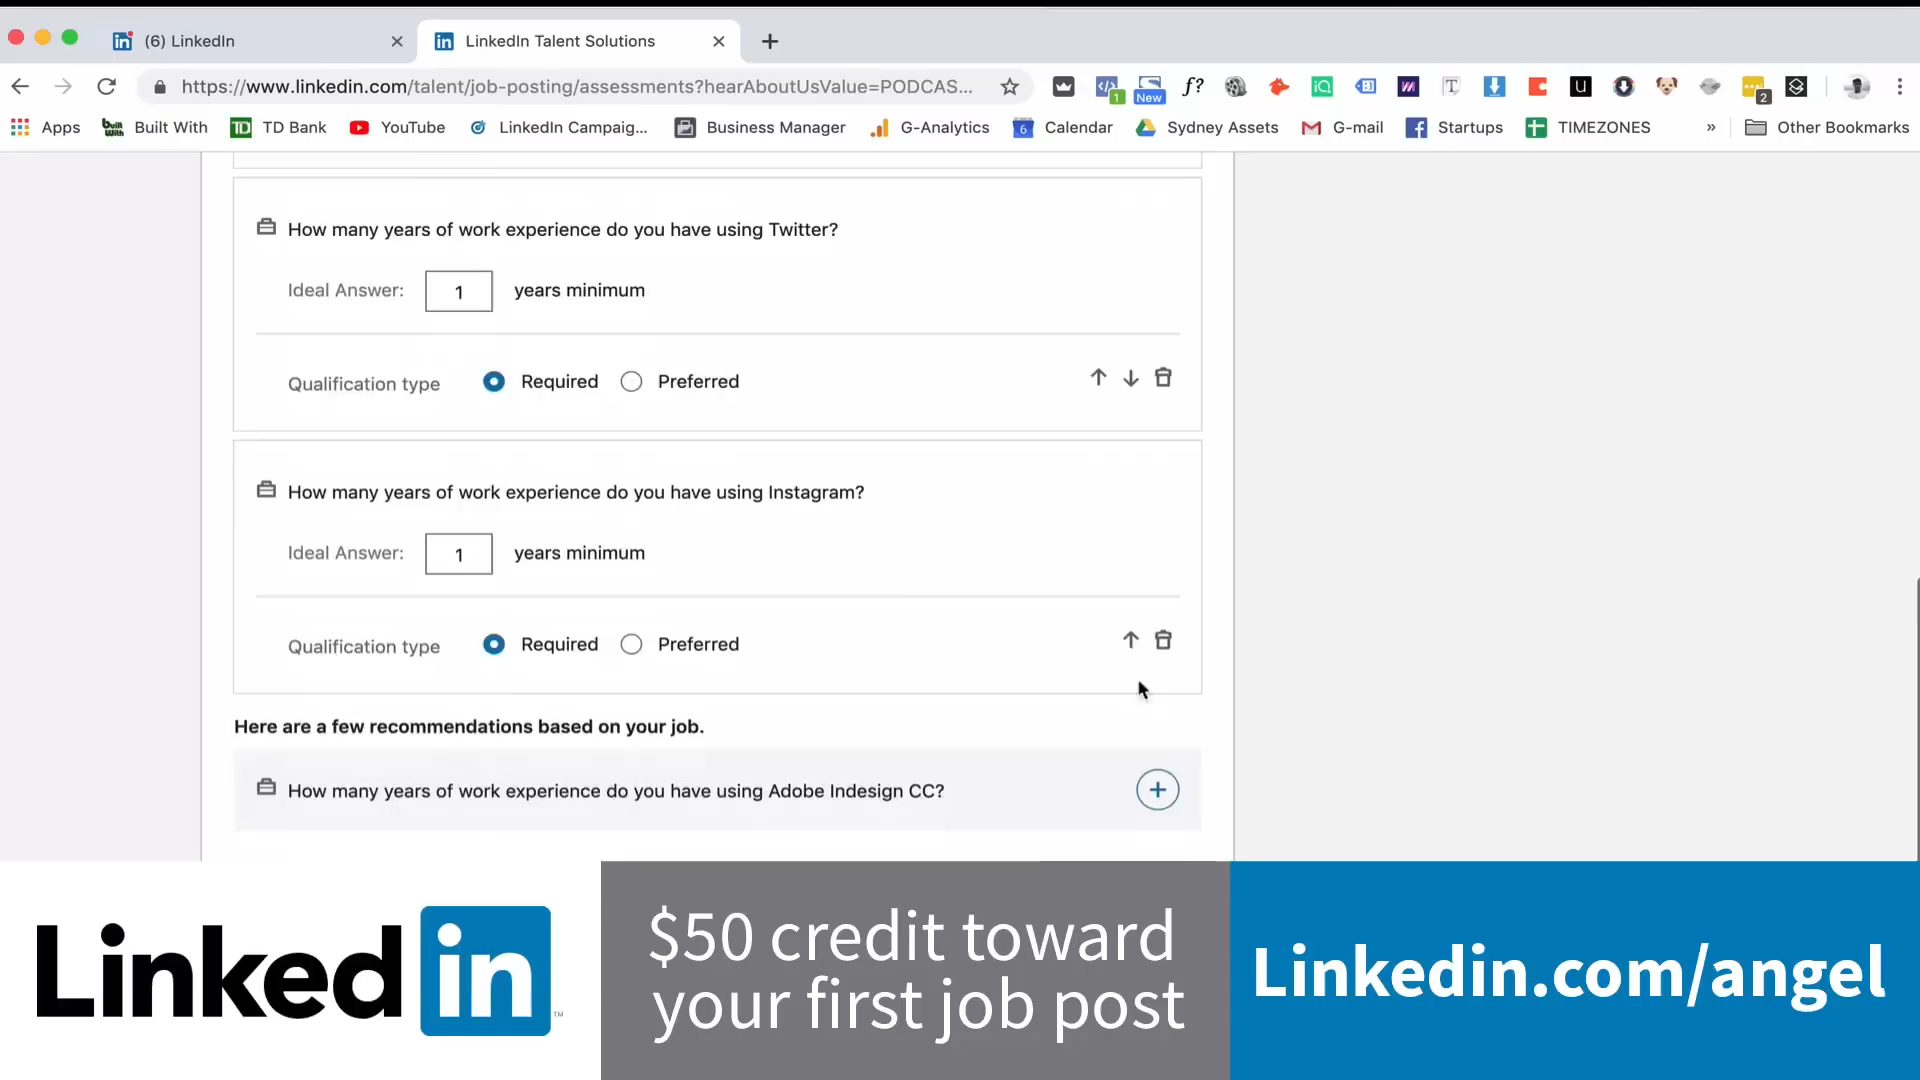 (6) LinkedIn
LinkedIn Talent Solutions
https://www.linkedin.com/talent/job-posting/assessments?hearAboutUsValue=PODCAS...
f?
1
New
iQ
T
U
2
Apps
Built With
TD Bank
YouTube
LinkedIn Campaig...
Business Manager
G-Analytics
6
Calendar
Sydney Assets
G-mail
Startups
TIMEZONES
»
Other Bookmarks
How many years of work experience do you have using Twitter?
Ideal Answer: 1 years minimum
Qualification type Required Preferred
How many years of work experience do you have using Instagram?
Ideal Answer: 1 years minimum
Qualification type Required Preferred
Here are a few recommendations based on your job.
How many years of work experience do you have using Adobe Indesign CC?
Linkedin™
$50 credit toward
your first job post
Linkedin.com/angel